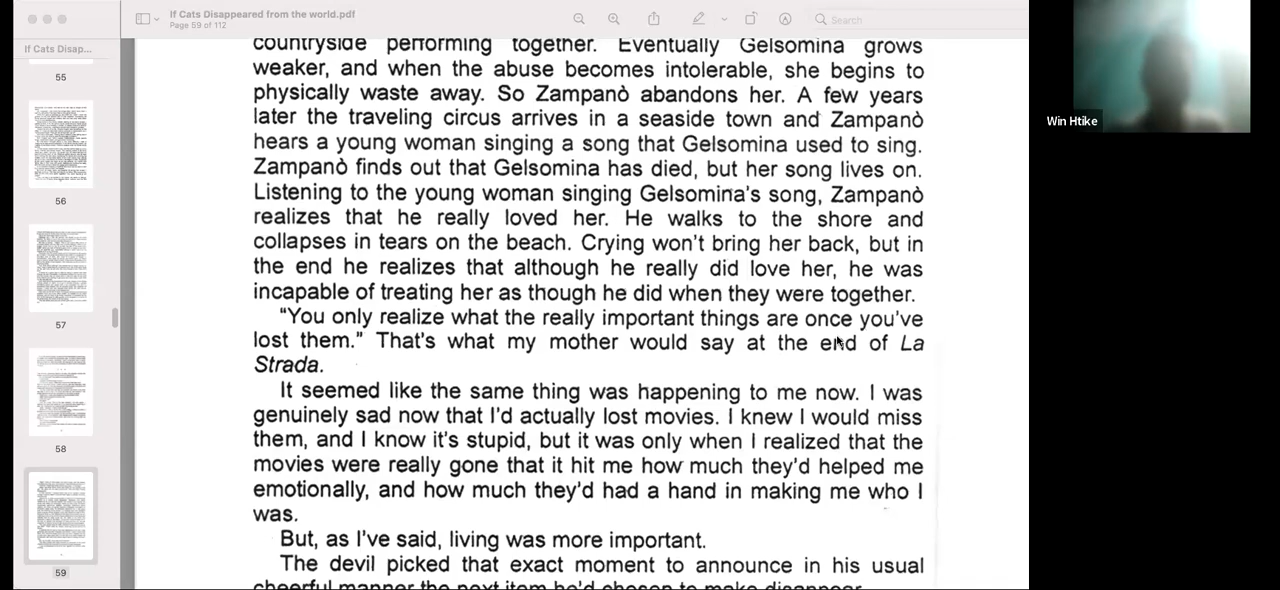 If Cats Disappeared from the world.pdf
Page 59 of 112
Search
If Cats Disap...
55
56
57
58
59
countryside performing together. Eventually Gelsomina grows
weaker, and when the abuse becomes intolerable, she begins to
physically waste away. So Zampanò abandons her. A few years
later the traveling circus arrives in a seaside town and Zampanò
hears a young woman singing a song that Gelsomina used to sing.
Zampanò finds out that Gelsomina has died, but her song lives on.
Listening to the young woman singing Gelsomina's song, Zampanò
realizes that he really loved her. He walks to the shore and
collapses in tears on the beach. Crying won't bring her back, but in
the end he realizes that although he really did love her, he was
incapable of treating her as though he did when they were together.
"You only realize what the really important things are once you've
lost them." That's what my mother would say at the end of La
Strada.
It seemed like the same thing was happening to me now. I was
genuinely sad now that I'd actually lost movies. I knew I would miss
them, and I know it's stupid, but it was only when I realized that the
movies were really gone that it hit me how much they'd helped me
emotionally, and how much they'd had a hand in making me who I
was.
But, as I've said, living was more important.
The devil picked that exact moment to announce in his usual
cheerful manner the next item he'd chosen to make disappear
Win Htike